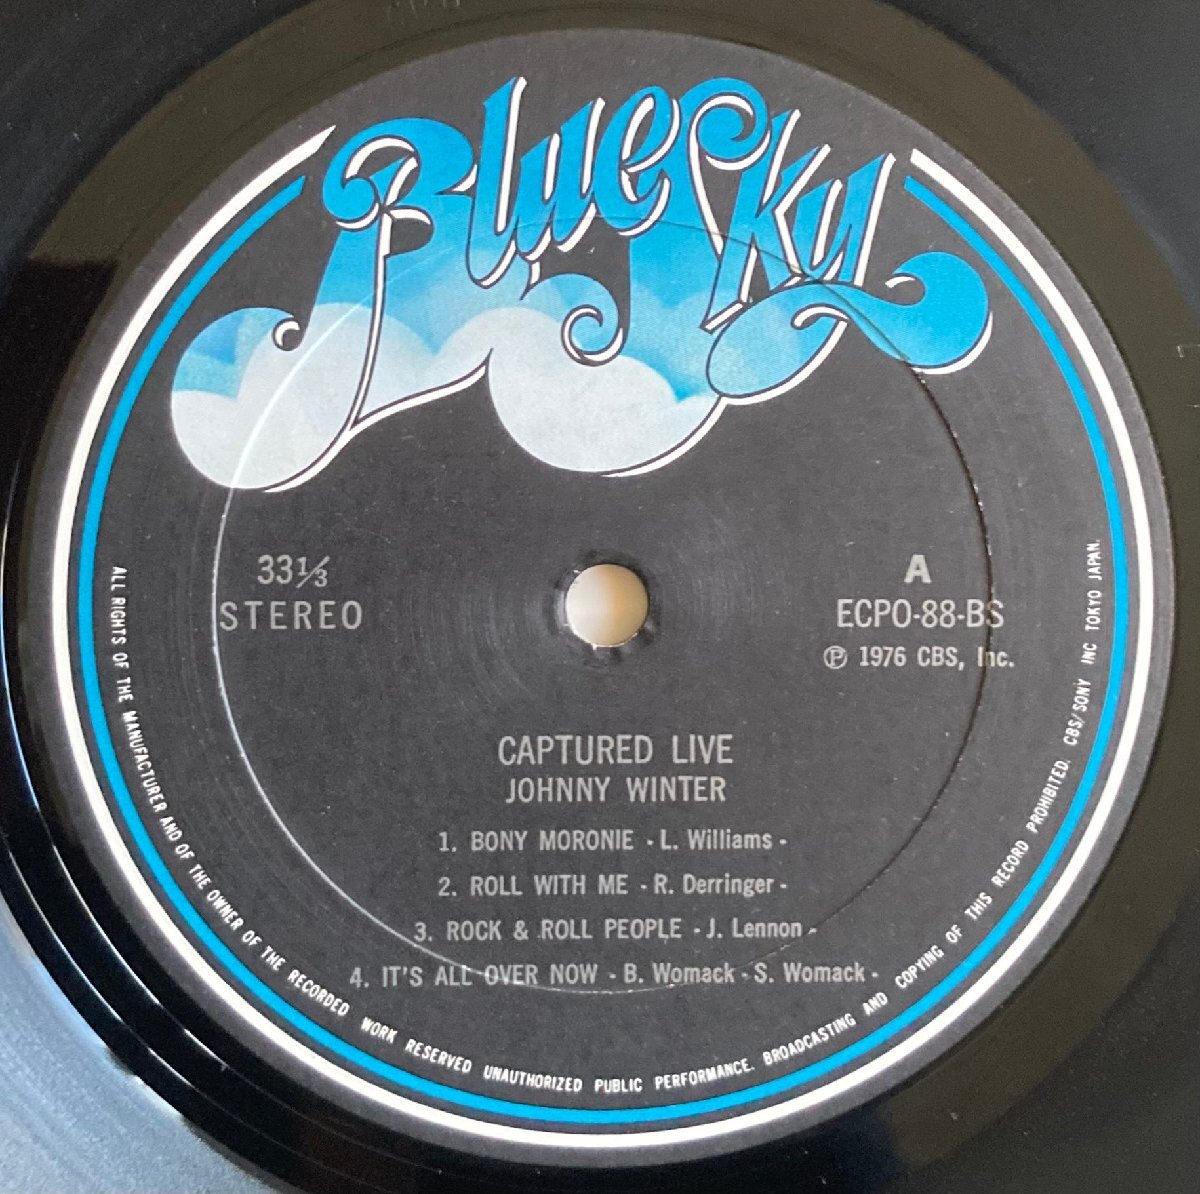 Blue Sky
33⅓
STEREO
A
ECPO-88-BS
Ⓟ 1976 CBS, Inc.
CAPTURED LIVE
JOHNNY WINTER
1. BONY MORONIE · L. Williams ·
2. ROLL WITH ME · R. Derringer ·
3. ROCK & ROLL PEOPLE · J. Lennon ·
4. IT'S ALL OVER NOW · B. Womack · S. Womack ·
ALL RIGHTS OF THE MANUFACTURER AND OF THE OWNER OF THE RECORDED WORK RESERVED UNAUTHORIZED PUBLIC PERFORMANCE. BROADCASTING AND COPYING OF THIS RECORD PROHIBITED. CBS/SONY INC TOKYO JAPAN.